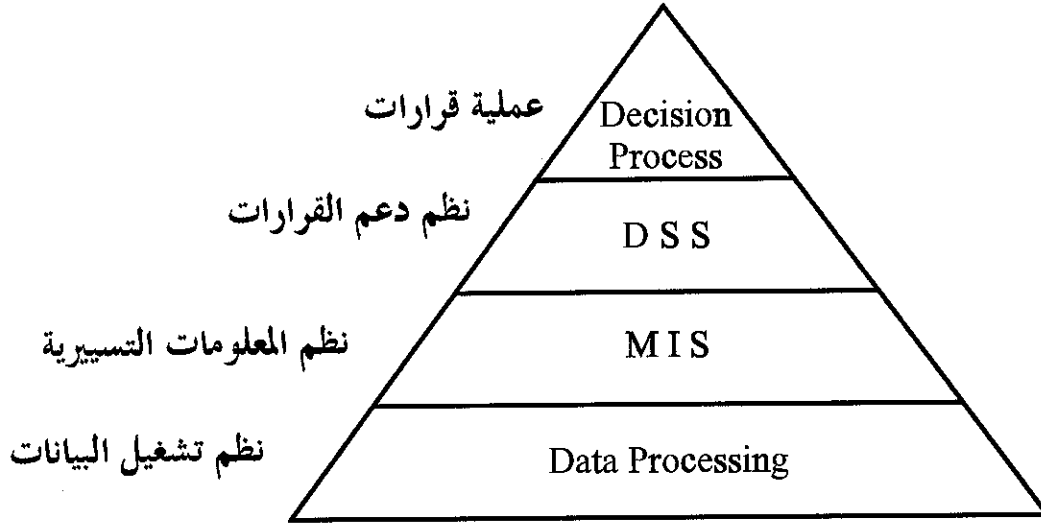 عملية قرارات
Decision
Process
نظم دعم القرارات
D S S
نظم المعلومات التسييرية
M I S
نظم تشغيل البيانات
Data Processing